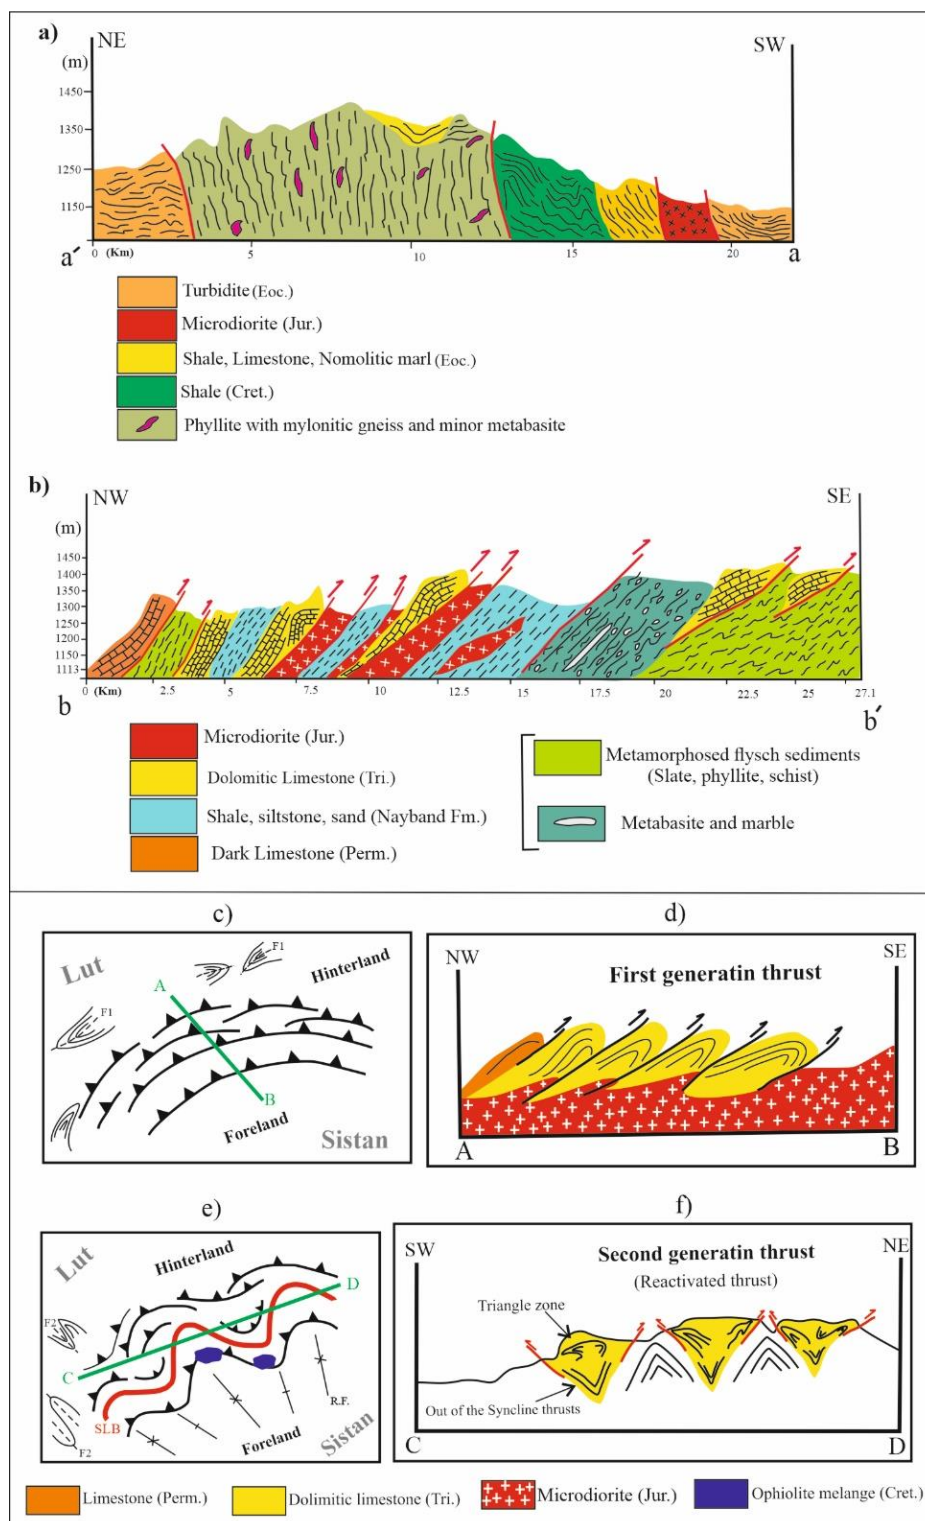 a)
NE
SW
(m)
1450
1350
1250
1150
0 (Km) 5 10 15 20
a′
a
Turbidite (Eoc.)
Microdiorite (Jur.)
Shale, Limestone, Nomolitic marl (Eoc.)
Shale (Cret.)
Phyllite with mylonitic gneiss and minor metabasite
b)
NW
SE
(m)
1450
1400
1350
1300
1250
1200
1150
1113
0 (Km) 2.5 5 7.5 10 12.5 15 17.5 20 22.5 25 27.1
b
b′
Microdiorite (Jur.)
Dolomitic Limestone (Tri.)
Shale, siltstone, sand (Nayband Fm.)
Dark Limestone (Perm.)
Metamorphosed flysch sediments
(Slate, phyllite, schist)
Metabasite and marble
c)
Lut
F1
Hinterland
A
F1
B
Foreland
Sistan
d)
NW
SE
First generatin thrust
A
B
e)
Lut
Hinterland
D
F2
C
SLB
R.F.
F2
Foreland
Sistan
f)
SW
NE
Second generatin thrust
(Reactivated thrust)
Triangle zone
Out of the Syncline thrusts
C
D
Limestone (Perm.)
Dolimitic limestone (Tri.)
Microdiorite (Jur.)
Ophiolite melange (Cret.)